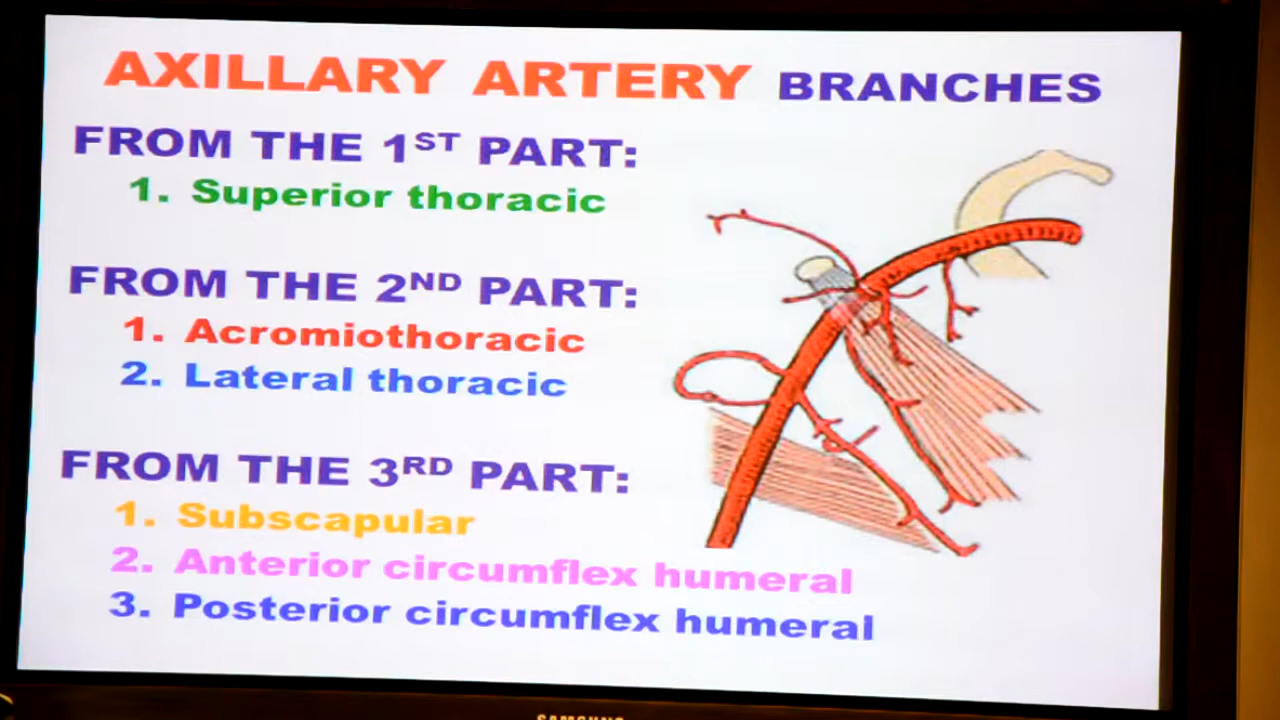 AXILLARY ARTERY BRANCHES
FROM THE 1ST PART:
1. Superior thoracic
FROM THE 2ND PART:
1. Acromiothoracic
2. Lateral thoracic
FROM THE 3RD PART:
1. Subscapular
2. Anterior circumflex humeral
3. Posterior circumflex humeral
SAMSUNG